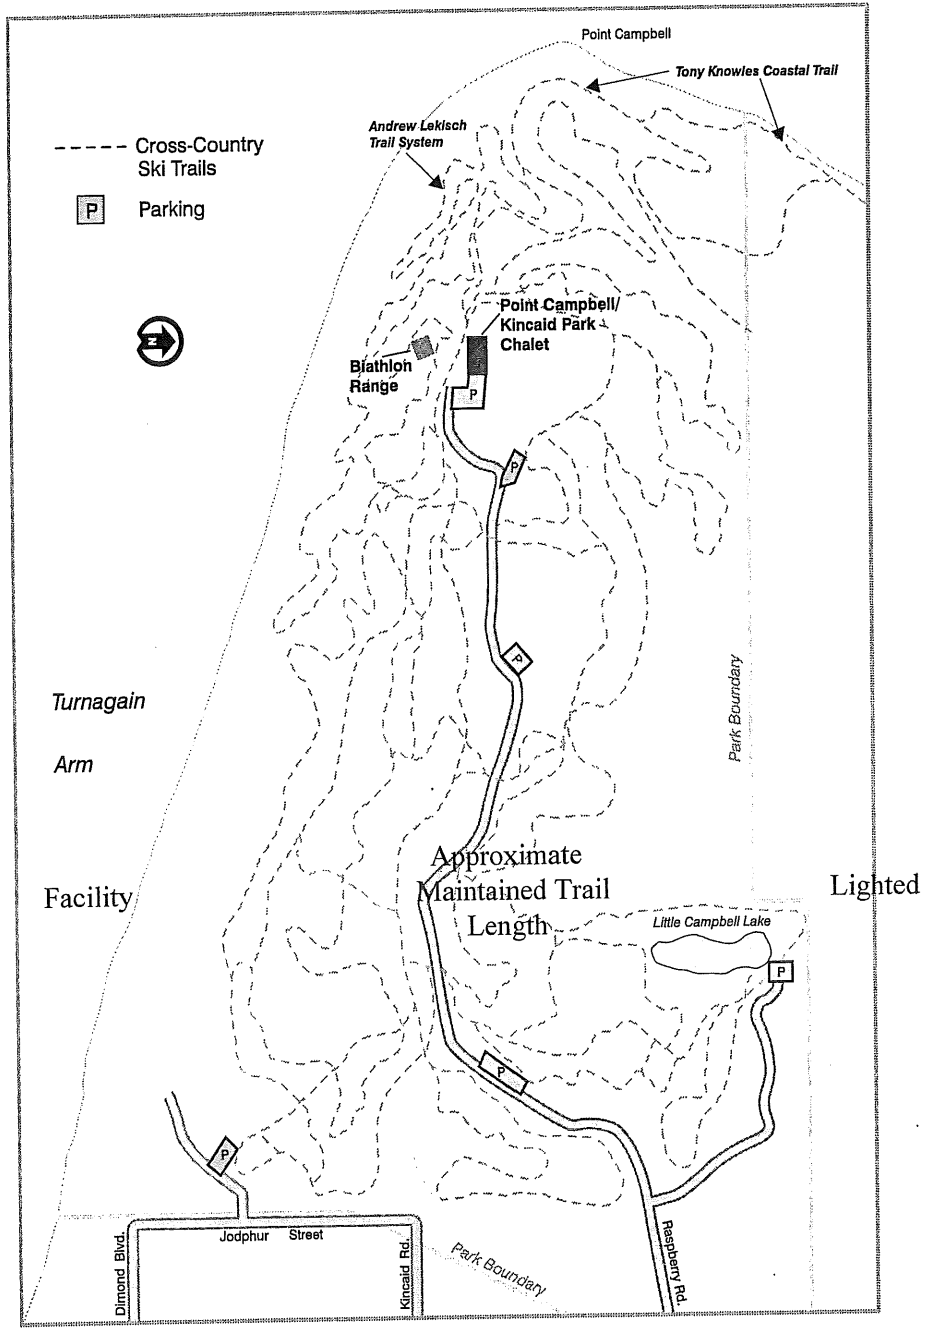 Point Campbell
Tony Knowles Coastal Trail
Andrew Lekisch
Trail System
Cross-Country
Ski Trails
P Parking
N
Point Campbell/
Kincaid Park
Chalet
Biathlon
Range
P
P
P
Park Boundary
Turnagain
Arm
Approximate
Maintained Trail
Length
Facility
Lighted
Little Campbell Lake
P
P
P
Jodphur Street
Dimond Blvd.
Kincaid Rd.
Park Boundary
Raspberry Rd.